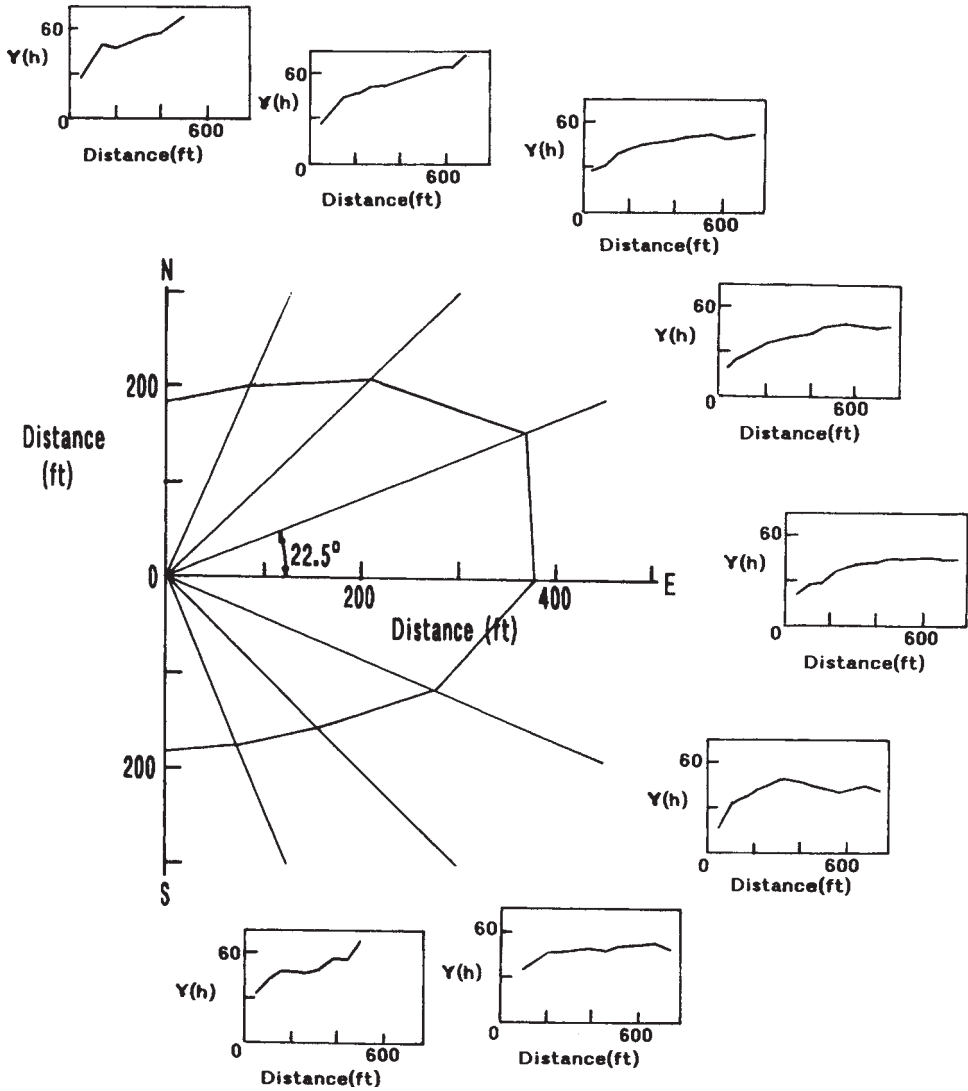 60
γ(h)
0
600
Distance(ft)
60
γ(h)
0
600
Distance(ft)
60
γ(h)
0
600
Distance(ft)
N
60
γ(h)
0
600
Distance(ft)
200
Distance
(ft)
22.5°
0
200
400
E
Distance (ft)
60
γ(h)
0
600
Distance(ft)
200
60
γ(h)
0
600
Distance(ft)
S
60
γ(h)
0
600
Distance(ft)
60
γ(h)
0
600
Distance(ft)